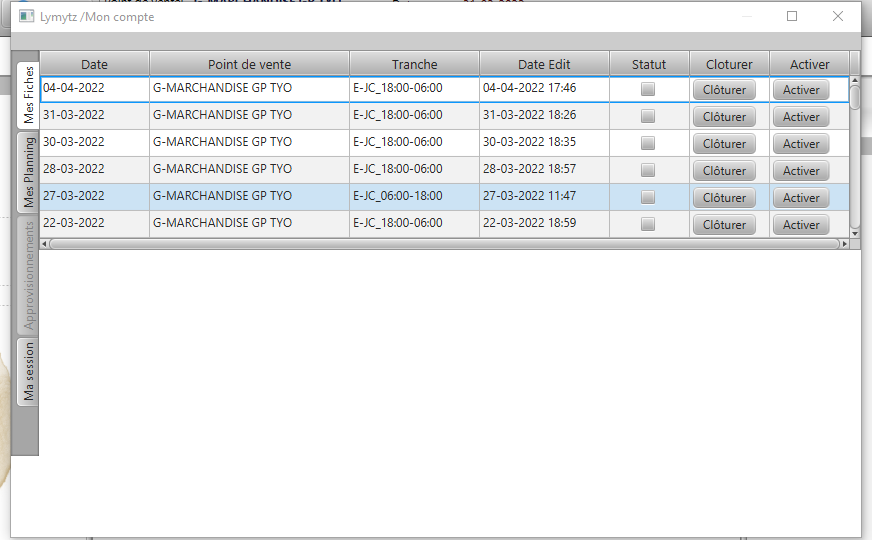 Lymytz /Mon compte
Date Point de vente Tranche Date Edit Statut Cloturer Activer
04-04-2022 G-MARCHANDISE GP TYO E-JC_18:00-06:00 04-04-2022 17:46 Clôturer Activer
31-03-2022 G-MARCHANDISE GP TYO E-JC_18:00-06:00 31-03-2022 18:26 Clôturer Activer
30-03-2022 G-MARCHANDISE GP TYO E-JC_18:00-06:00 30-03-2022 18:35 Clôturer Activer
28-03-2022 G-MARCHANDISE GP TYO E-JC_18:00-06:00 28-03-2022 18:57 Clôturer Activer
27-03-2022 G-MARCHANDISE GP TYO E-JC_06:00-18:00 27-03-2022 11:47 Clôturer Activer
22-03-2022 G-MARCHANDISE GP TYO E-JC_18:00-06:00 22-03-2022 18:59 Clôturer Activer
Mes Fiches
Mes Planning
Approvisionnements
Ma session